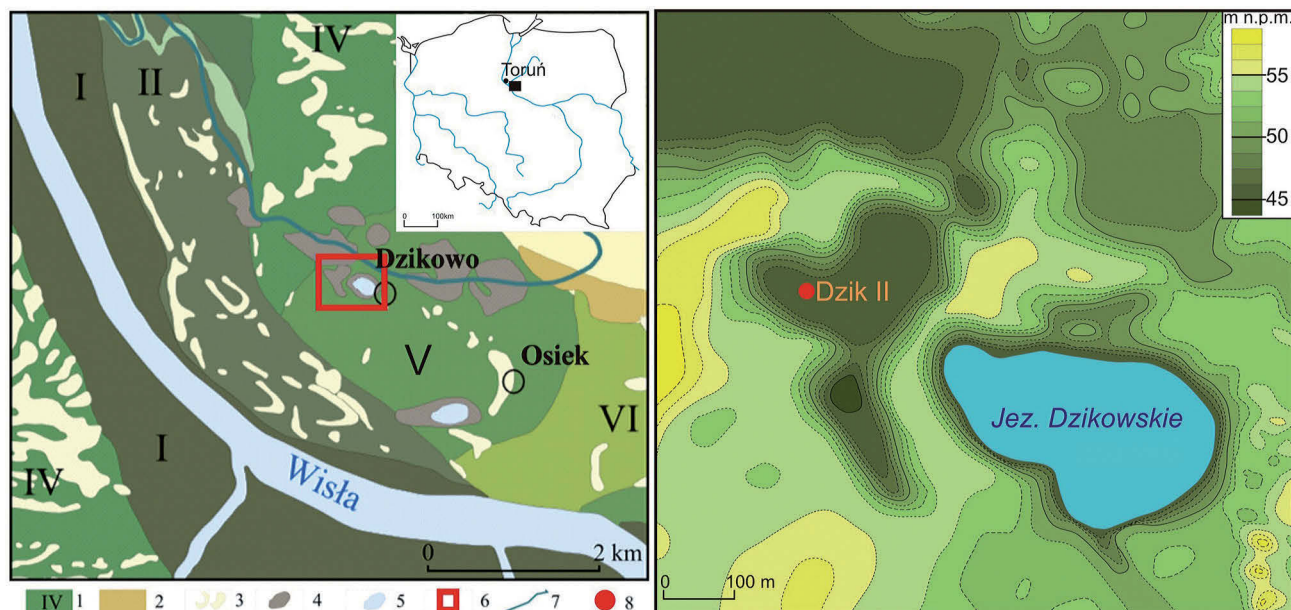 IV
I
II
Toruń
0
100km
Dzikowo
V
Osiek
VI
I
IV
Wisła
0 2 km
IV 1 2 3 4 5 6 7 8
m n.p.m.
55
50
45
Dzik II
Jez. Dzikowskie
0 100 m